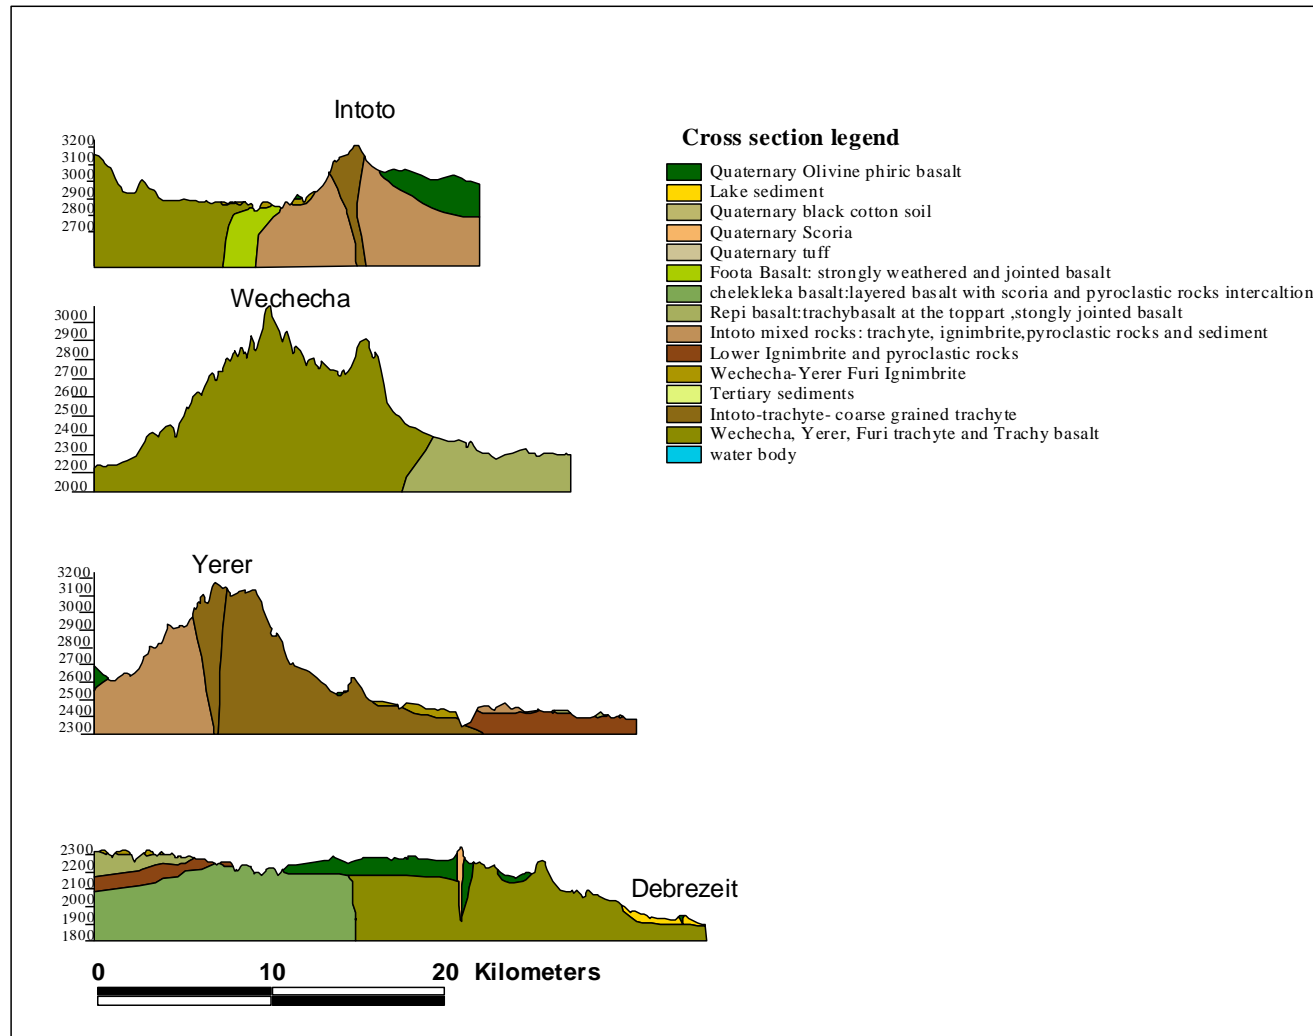 Intoto
3200
3100
3000
2900
2800
2700
Wechecha
3000
2900
2800
2700
2600
2500
2400
2300
2200
2000
Yerer
3200
3100
3000
2900
2800
2700
2600
2500
2400
2300
2300
2200
2100
2000
1900
1800
Debrezeit
0 10 20 Kilometers
Cross section legend
Quaternary Olivine phiric basalt
Lake sediment
Quaternary black cotton soil
Quaternary Scoria
Quaternary tuff
Foota Basalt: strongly weathered and jointed basalt
chelekleka basalt:layered basalt with scoria and pyroclastic rocks intercaltion
Repi basalt:trachybasalt at the toppart ,stongly jointed basalt
Intoto mixed rocks: trachyte, ignimbrite,pyroclastic rocks and sediment
Lower Ignimbrite and pyroclastic rocks
Wechecha-Yerer Furi Ignimbrite
Tertiary sediments
Intoto-trachyte- coarse grained trachyte
Wechecha, Yerer, Furi trachyte and Trachy basalt
water body